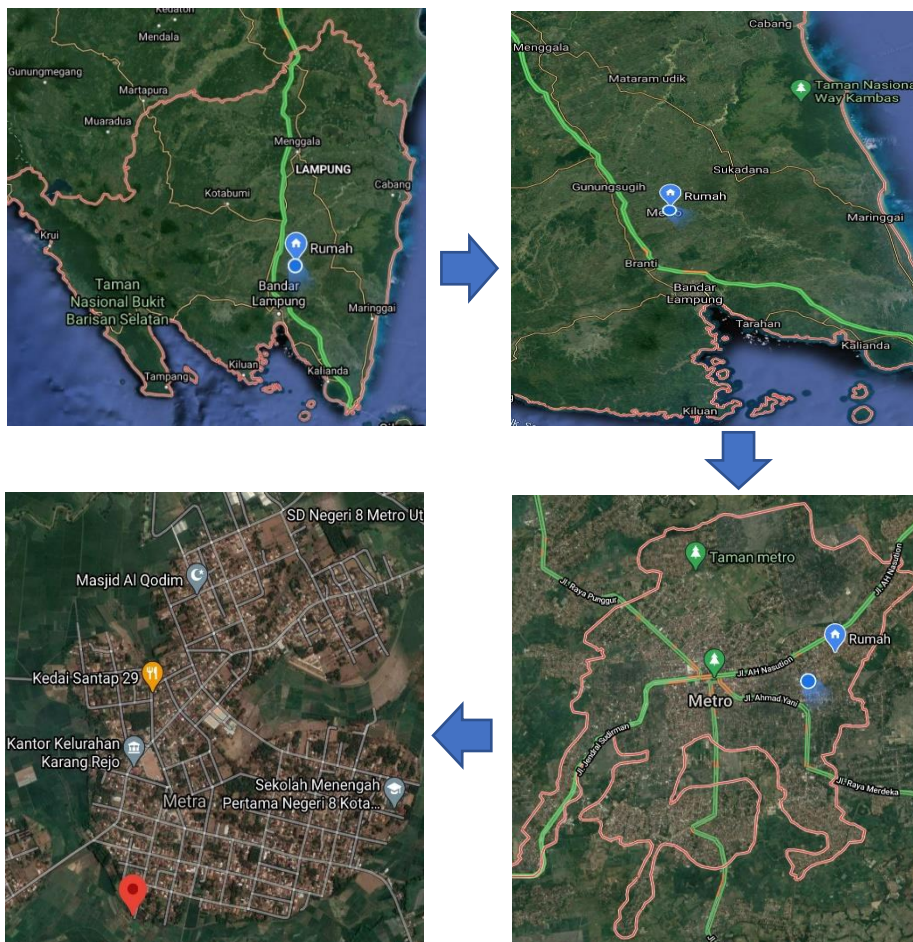 Kedaton
Mendala
Gunungmegang
Martapura
Muaradua
Menggala
LAMPUNG
Kotabumi
Cabang
Krui
Rumah
Taman
Nasional Bukit
Barisan Selatan
Bandar
Lampung
Maringgai
Kiluan
Kalianda
Tampang
Cabang
Menggala
Mataram udik
Taman Nasiona
Way Kambas
Sukadana
Gunungsugih
Rumah
Metro
Maringgai
Branti
Bandar
Lampung
Tarahan
Kalianda
Kiluan
SD Negeri 8 Metro Ut
Masjid Al Qodim
Kedai Santap 29
Kantor Kelurahan
Karang Rejo
Metra
Sekolah Menengah
Pertama Negeri 8 Kota...
Taman metro
Jl. AH Nasution
Jl. Raya Punggur
Rumah
Jl. AH Nasution
Metro
Jl. Ahmad Yani
Jl. Jendral Sudirman
Jl. Raya Merdeka